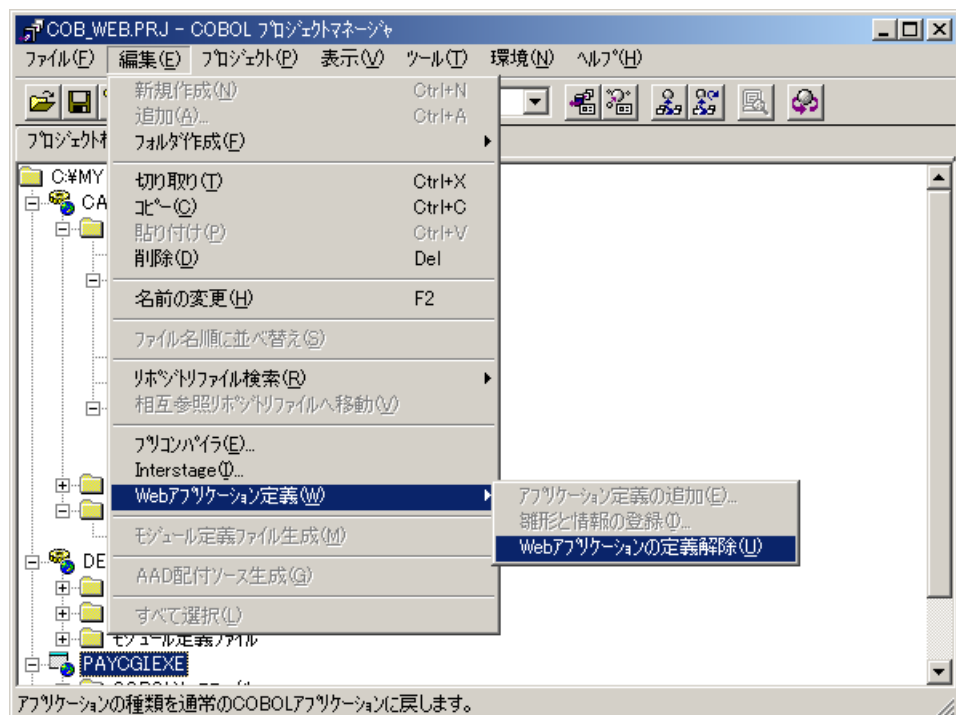 COB_WEB.PRJ - COBOL ﾌﾟﾛｼﾞｪｸﾄﾏﾈｰｼﾞｬ
ﾌｧｲﾙ(F) 編集(E) ﾌﾟﾛｼﾞｪｸﾄ(P) 表示(V) ﾂｰﾙ(T) 環境(N) ﾍﾙﾌﾟ(H)
新規作成(N) Ctrl+N
追加(A)... Ctrl+A
ﾌﾟﾛｼﾞｪｸﾄ
ﾌｫﾙﾀﾞ作成(F)
C:¥MY
切り取り(T) Ctrl+X
CA
ｺﾋﾟｰ(C) Ctrl+C
貼り付け(P) Ctrl+V
削除(D) Del
名前の変更(H) F2
ﾌｧｲﾙ名順に並べ替え(S)
ﾘﾎﾟｼﾞﾄﾘﾌｧｲﾙ検索(R)
相互参照ﾘﾎﾟｼﾞﾄﾘﾌｧｲﾙへ移動(V)
ﾌﾟﾘｺﾝﾊﾟｲﾗ(E)...
Interstage(I)...
Webｱﾌﾟﾘｹｰｼｮﾝ定義(W)
ｱﾌﾟﾘｹｰｼｮﾝ定義の追加(E)...
雛形と情報の登録(I)...
Webｱﾌﾟﾘｹｰｼｮﾝの定義解除(U)
ﾓｼﾞｭｰﾙ定義ﾌｧｲﾙ生成(M)
DE
AAD配付ｿｰｽ生成(G)
すべて選択(L)
ﾓｼﾞｭｰﾙ定義ﾌｧｲﾙ
PAYCGI.EXE
ｱﾌﾟﾘｹｰｼｮﾝの種類を通常のCOBOLｱﾌﾟﾘｹｰｼｮﾝに戻します。